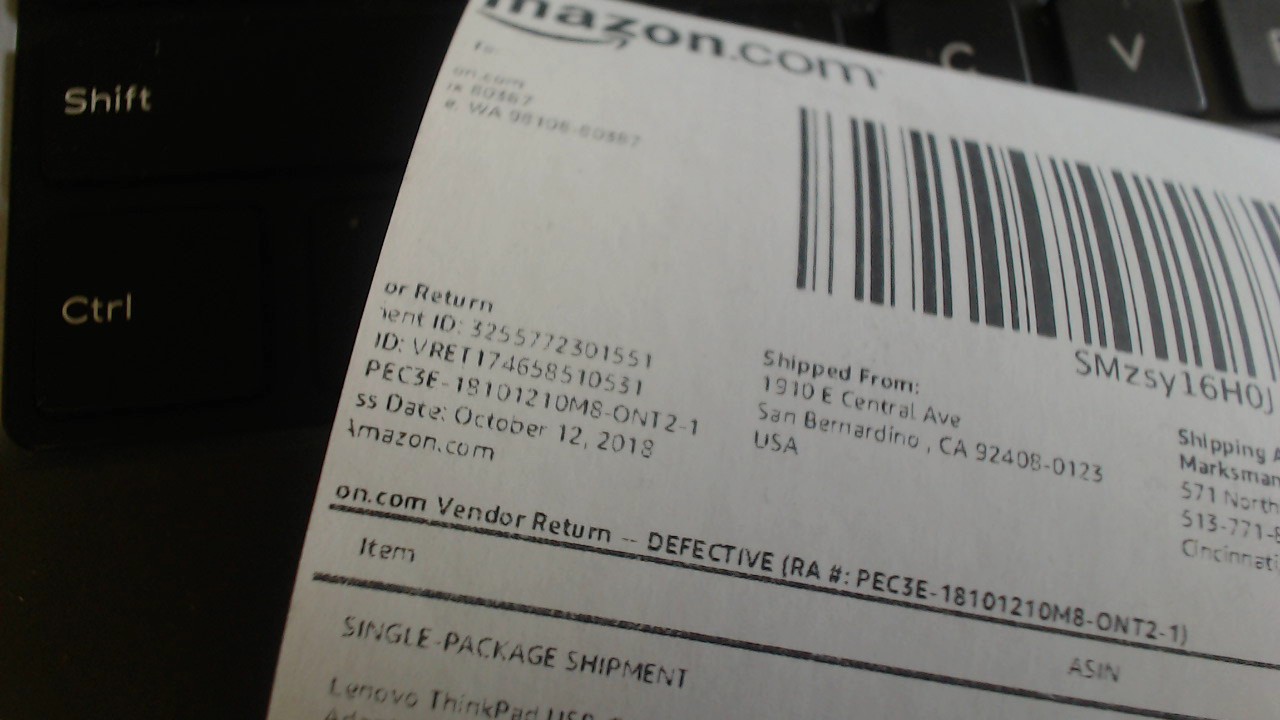 Shift
Ctrl
C
V
mazon.com
on.com
x 80387
e, WA 98108-80387
SMzsy16H0J
or Return
ent ID: 3255772301551
ID: VRET174658510531
PEC3E-18101210M8-ONT2-1
ss Date: October 12, 2018
Amazon.com
Shipped From:
1910 E Central Ave
San Bernardino , CA 92408-0123
USA
Shipping A
Marksman
571 North
513-771-8
Cincinnati
on.com Vendor Return -- DEFECTIVE (RA #: PEC3E-18101210M8-ONT2-1)
Item
ASIN
SINGLE-PACKAGE SHIPMENT
Lenovo ThinkPad USB